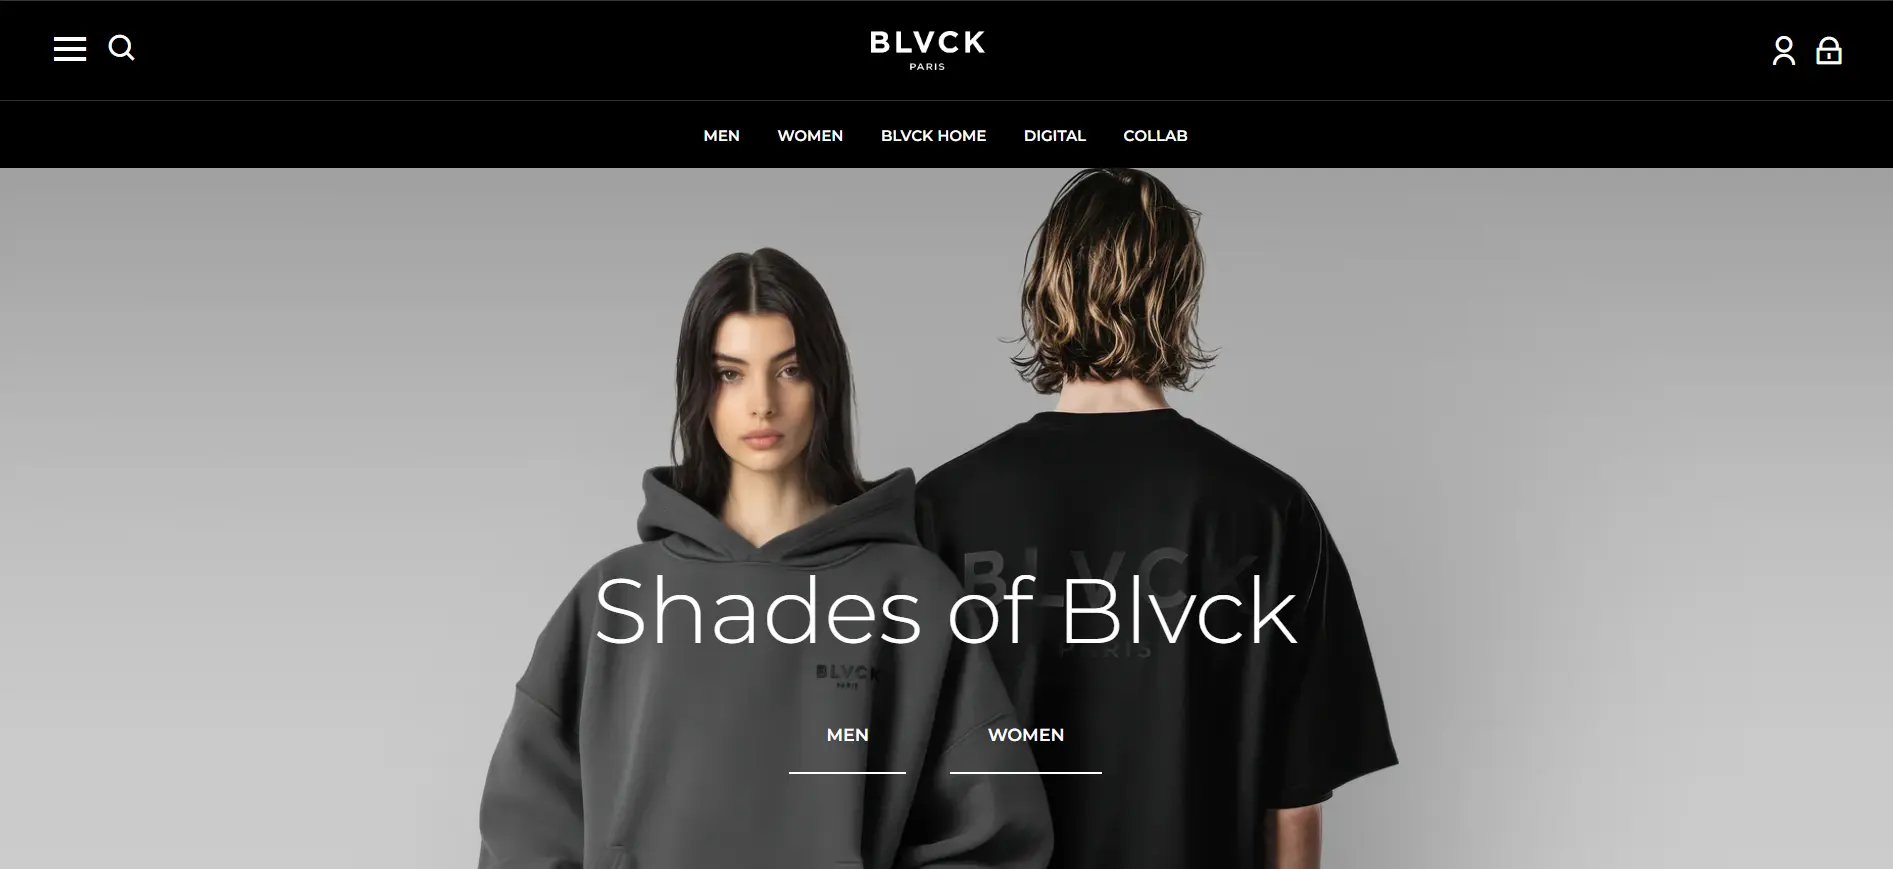 BLVCK
PARIS
MEN WOMEN BLVCK HOME DIGITAL COLLAB
BLVCK
PARIS
Shades of Blvck
BLVCK
PARIS
MEN WOMEN